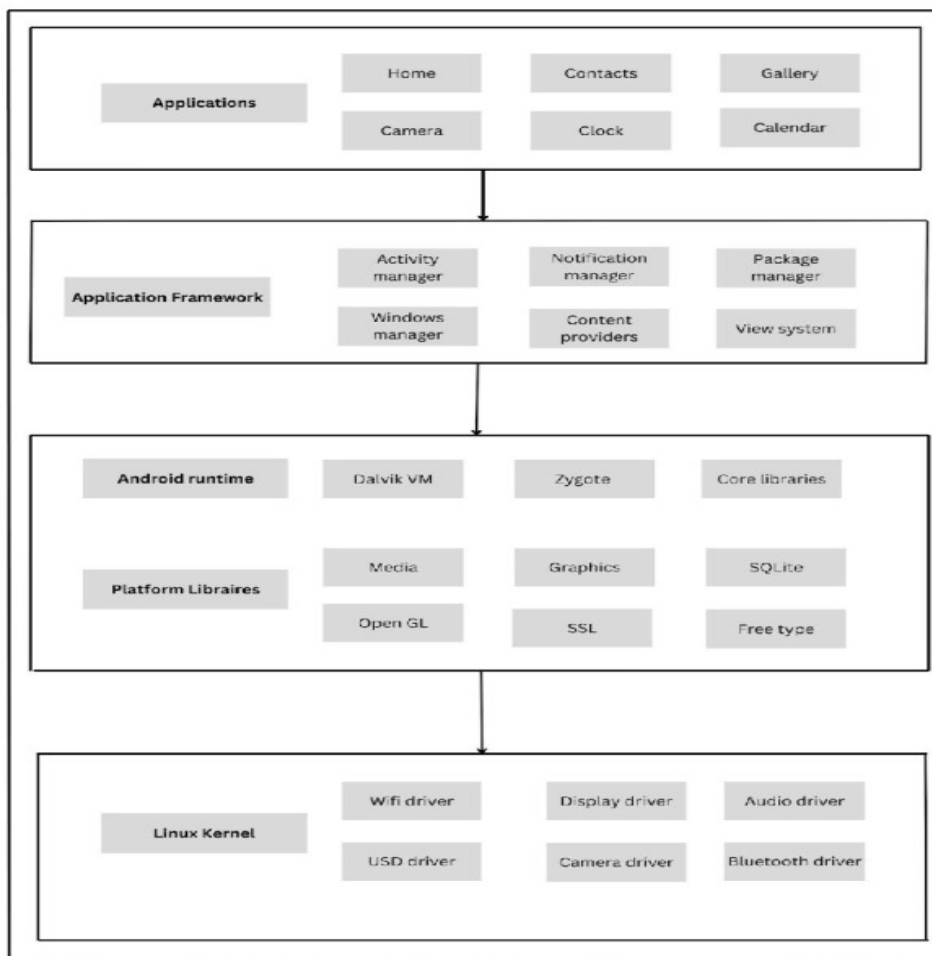 Applications
Home
Contacts
Gallery
Camera
Clock
Calendar
Application Framework
Activity
manager
Notification
manager
Package
manager
Windows
manager
Content
providers
View system
Android runtime
Dalvik VM
Zygote
Core libraries
Platform Libraires
Media
Graphics
SQLite
Open GL
SSL
Free type
Linux Kernel
Wifi driver
Display driver
Audio driver
USD driver
Camera driver
Bluetooth driver